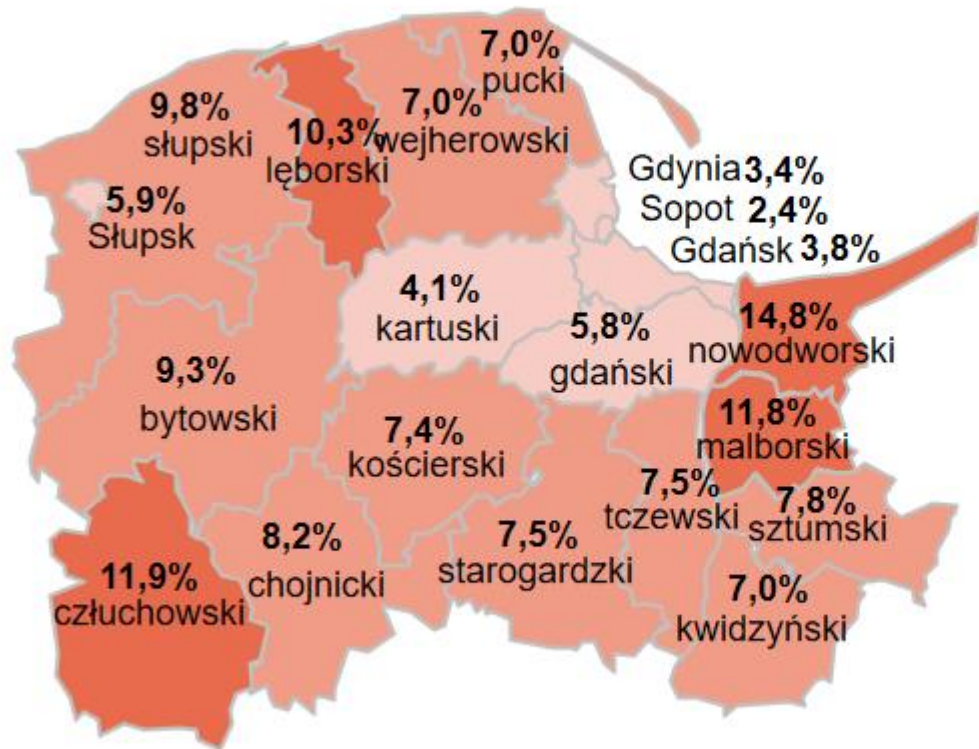 7,0%
pucki
9,8%
słupski
7,0%
wejherowski
10,3%
lęborski
Gdynia 3,4%
Sopot 2,4%
Gdańsk 3,8%
5,9%
Słupsk
4,1%
kartuski
5,8%
gdański
14,8%
nowodworski
9,3%
bytowski
7,4%
kościerski
11,8%
malborski
7,5%
tczewski
7,8%
sztumski
8,2%
chojnicki
7,5%
starogardzki
11,9%
człuchowski
7,0%
kwidzyński